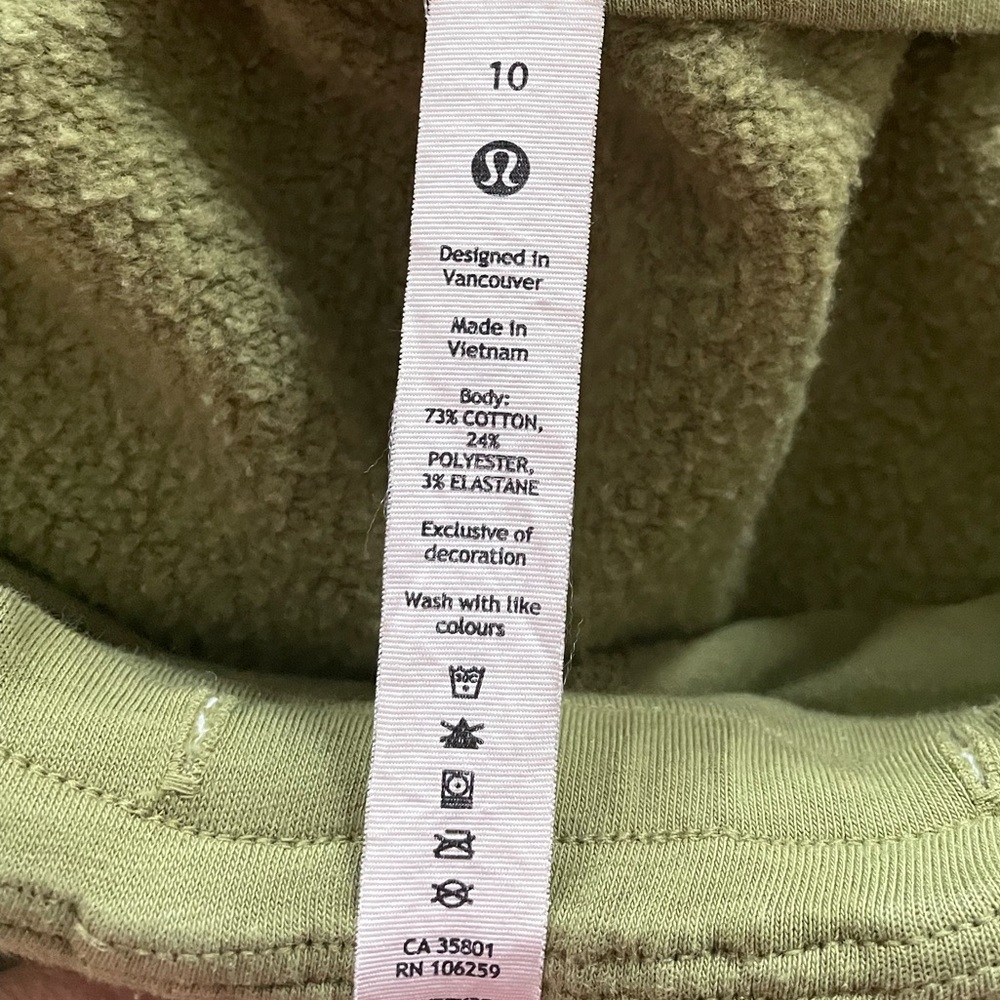 10
Designed in
Vancouver
Made in
Vietnam
Body:
73% COTTON,
24%
POLYESTER,
3% ELASTANE
Exclusive of
decoration
Wash with like
colours
30C
CA 35801
RN 106259